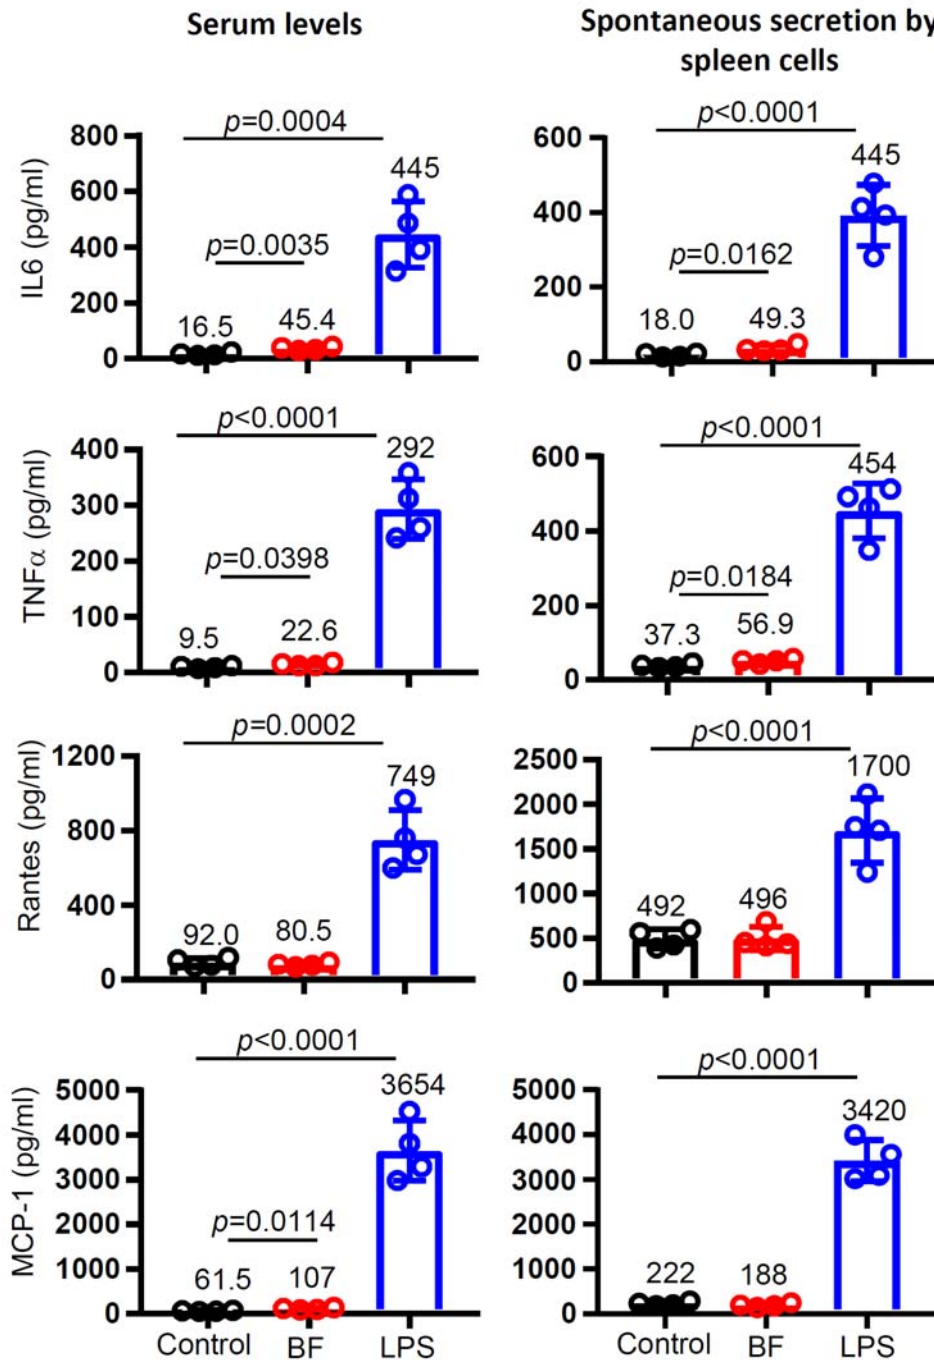 Serum levels
Spontaneous secretion by
spleen cells
IL6 (pg/ml)
800
600
400
200
0
p=0.0004
445
p=0.0035
16.5
45.4
600
400
200
0
p<0.0001
445
p=0.0162
18.0
49.3
TNFα (pg/ml)
400
300
200
100
0
p<0.0001
292
p=0.0398
9.5
22.6
600
400
200
0
p<0.0001
454
p=0.0184
37.3
56.9
Rantes (pg/ml)
1200
800
400
0
p=0.0002
749
92.0
80.5
2500
2000
1500
1000
500
0
p<0.0001
1700
492
496
MCP-1 (pg/ml)
5000
4000
3000
2000
1000
0
p<0.0001
3654
p=0.0114
61.5
107
Control
BF
LPS
5000
4000
3000
2000
1000
0
p<0.0001
3420
222
188
Control
BF
LPS